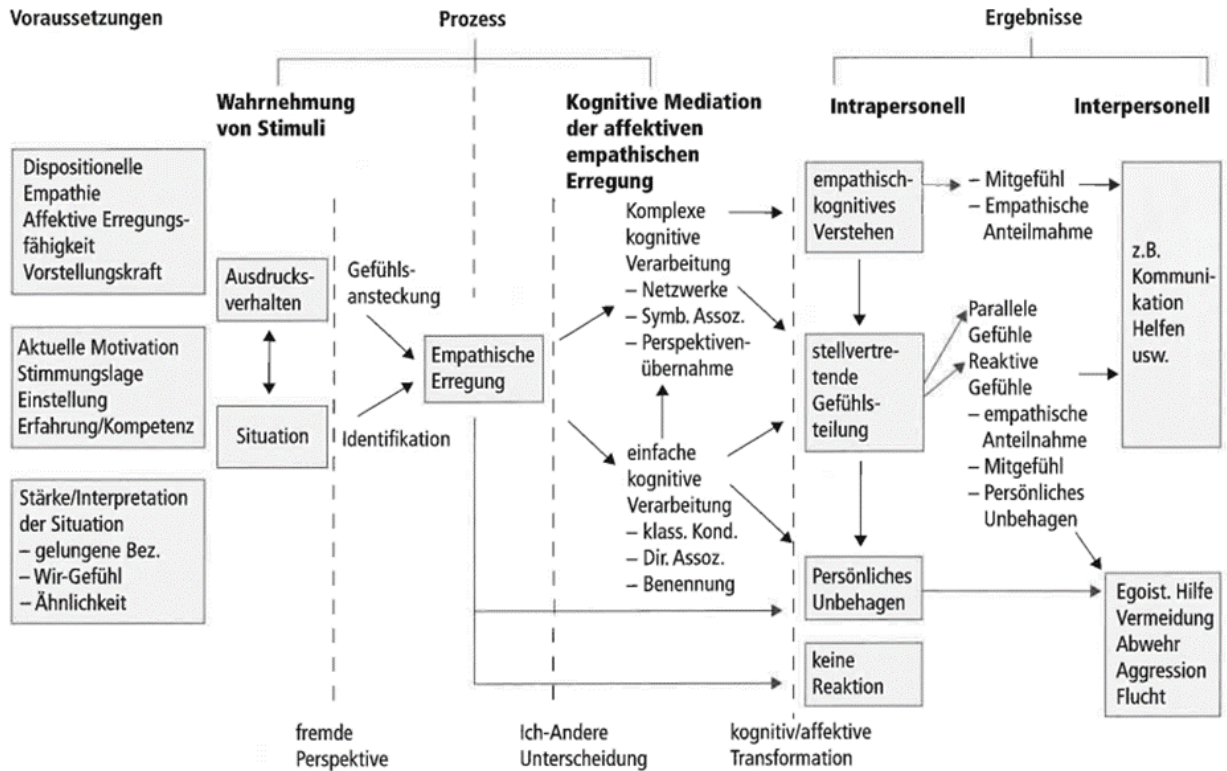 Voraussetzungen
Prozess
Ergebnisse
Wahrnehmung
von Stimuli
Kognitive Mediation
der affektiven
empathischen
Erregung
Intrapersonell
Interpersonell
Dispositionelle
Empathie
Affektive Erregungs-
fähigkeit
Vorstellungskraft
Aktuelle Motivation
Stimmungslage
Einstellung
Erfahrung/Kompetenz
Stärke/Interpretation
der Situation
– gelungene Bez.
– Wir-Gefühl
– Ähnlichkeit
Ausdrucks-
verhalten
Situation
Gefühls-
ansteckung
Identifikation
Empathische
Erregung
Komplexe
kognitive
Verarbeitung
– Netzwerke
– Symb. Assoz.
– Perspektiven-
übernahme
einfache
kognitive
Verarbeitung
– klass. Kond.
– Dir. Assoz.
– Benennung
empathisch-
kognitives
Verstehen
stellvertre-
tende
Gefühls-
teilung
Persönliches
Unbehagen
keine
Reaktion
– Mitgefühl
– Empathische
Anteilmahme
Parallele
Gefühle
Reaktive
Gefühle
– empathische
Anteilnahme
– Mitgefühl
– Persönliches
Unbehagen
z.B.
Kommuni-
kation
Helfen
usw.
Egoist. Hilfe
Vermeidung
Abwehr
Aggression
Flucht
fremde
Perspektive
Ich-Andere
Unterscheidung
kognitiv/affektive
Transformation